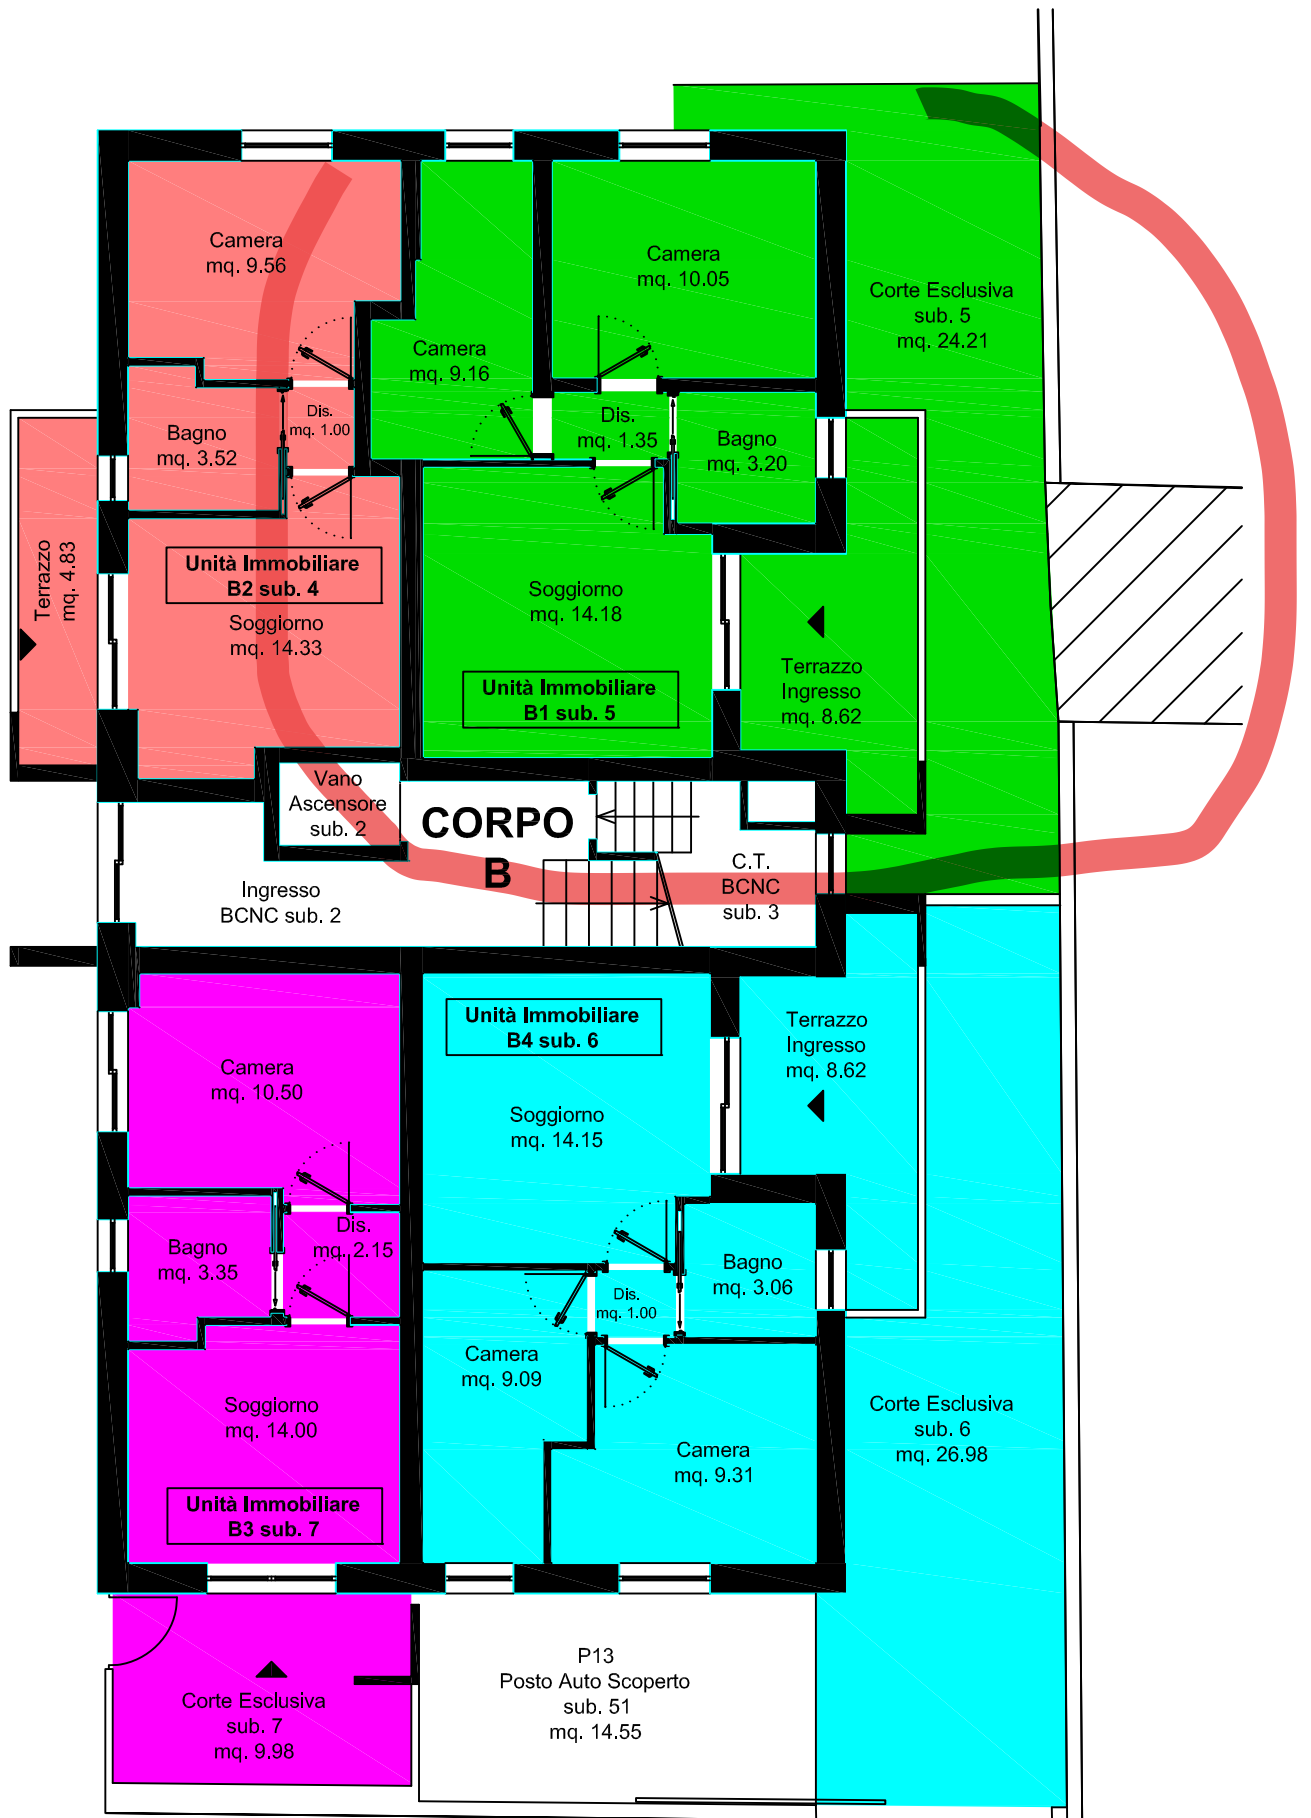 Camera
mq. 9.56
Camera
mq. 10.05
Corte Esclusiva
sub. 5
mq. 24.21
Camera
mq. 9.16
Dis.
mq. 1.00
Dis.
mq. 1.35
Bagno
mq. 3.52
Bagno
mq. 3.20
Terrazzo
mq. 4.83
Unità Immobiliare
B2 sub. 4
Soggiorno
mq. 14.33
Soggiorno
mq. 14.18
Unità Immobiliare
B1 sub. 5
Terrazzo
Ingresso
mq. 8.62
Vano
Ascensore
sub. 2
CORPO
B
Ingresso
BCNC sub. 2
C.T.
BCNC
sub. 3
Unità Immobiliare
B4 sub. 6
Terrazzo
Ingresso
mq. 8.62
Camera
mq. 10.50
Soggiorno
mq. 14.15
Dis.
mq. 2.15
Bagno
mq. 3.35
Bagno
mq. 3.06
Dis.
mq. 1.00
Camera
mq. 9.09
Soggiorno
mq. 14.00
Camera
mq. 9.31
Corte Esclusiva
sub. 6
mq. 26.98
Unità Immobiliare
B3 sub. 7
P13
Posto Auto Scoperto
sub. 51
mq. 14.55
Corte Esclusiva
sub. 7
mq. 9.98